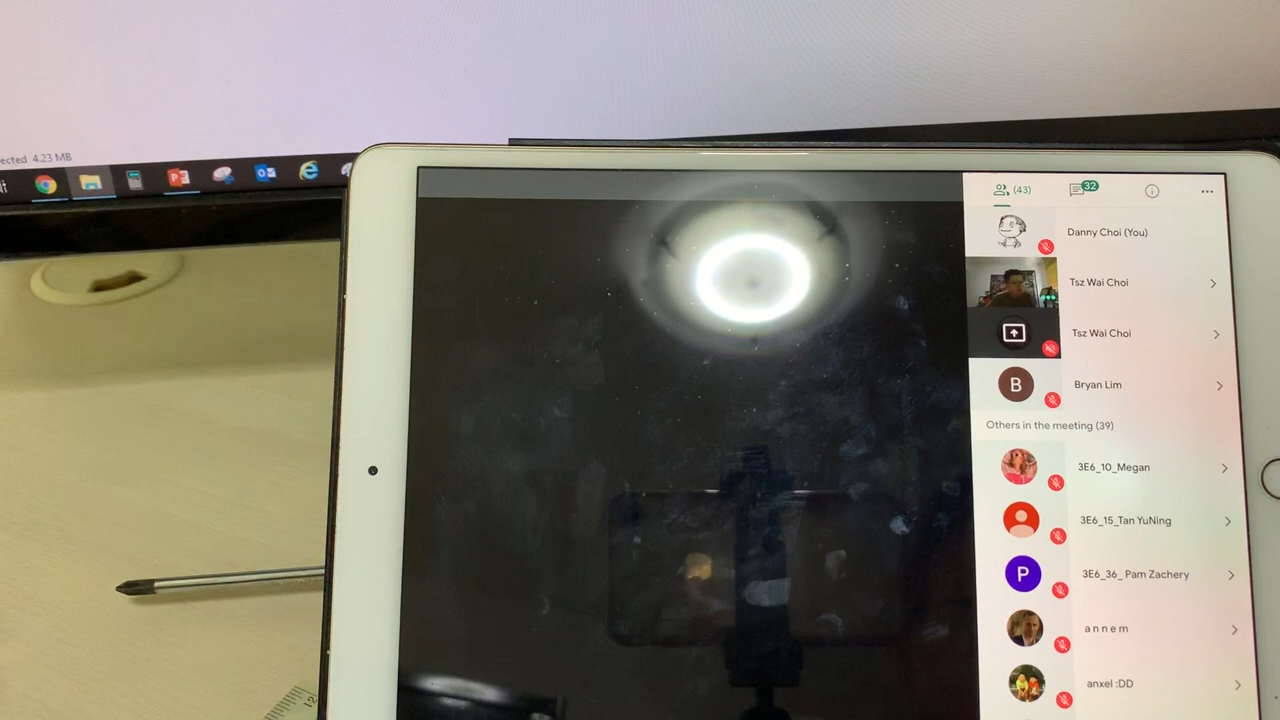 ected 4.23 MB
(43)
32
Danny Choi (You)
Tsz Wai Choi
Tsz Wai Choi
B
Bryan Lim
Others in the meeting (39)
3E6_10_Megan
3E6_15_Tan YuNing
P
3E6_36_ Pam Zachery
a n n e m
anxel :DD
12